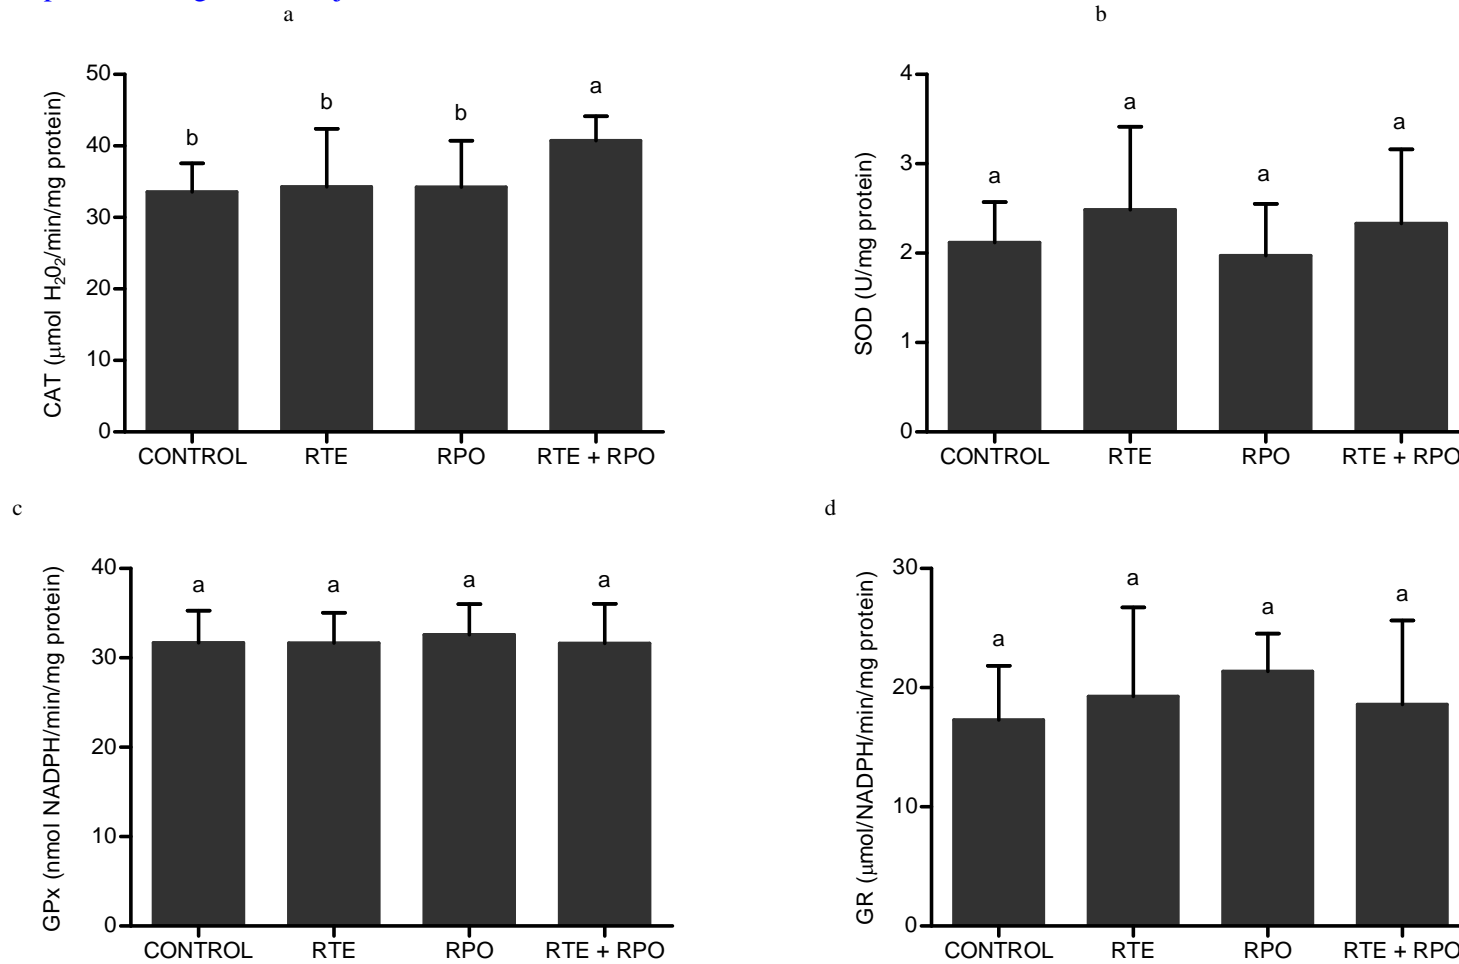 a
b
50
40
30
20
10
0
CAT (μmol H₂0₂/min/mg protein)
b
b
b
a
CONTROL
RTE
RPO
RTE + RPO
4
3
2
1
0
SOD (U/mg protein)
a
a
a
a
CONTROL
RTE
RPO
RTE + RPO
c
d
40
30
20
10
0
GPx (nmol NADPH/min/mg protein)
a
a
a
a
CONTROL
RTE
RPO
RTE + RPO
30
20
10
0
GR (μmol/NADPH/min/mg protein)
a
a
a
a
CONTROL
RTE
RPO
RTE + RPO